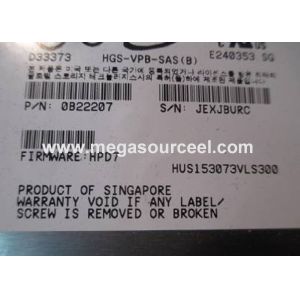 D33373 HGS-VPB-SAS(B) E240353 SG
P/N: 0B22207 S/N: JEXJBURC
www.megasourceel.com
FIRMWARE:HPD7
HUS153073VLS300
PRODUCT OF SINGAPORE
WARRANTY VOID IF ANY LABEL/
SCREW IS REMOVED OR BROKEN